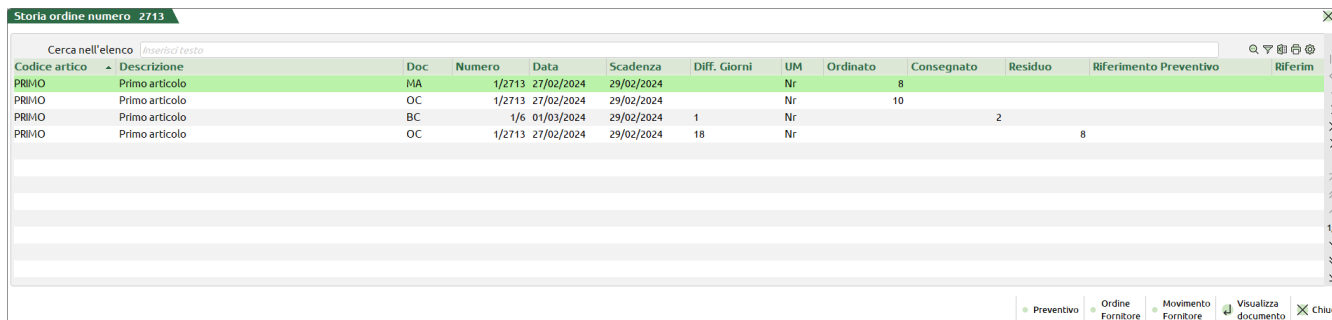 Storia ordine numero 2713
Cerca nell'elenco Inserisci testo
Codice artico Descrizione Doc Numero Data Scadenza Diff. Giorni UM Ordinato Consegnato Residuo Riferimento Preventivo Riferim
PRIMO Primo articolo MA 1/2713 27/02/2024 29/02/2024 Nr 8
PRIMO Primo articolo OC 1/2713 27/02/2024 29/02/2024 Nr 10
PRIMO Primo articolo BC 1/6 01/03/2024 29/02/2024 1 Nr 2
PRIMO Primo articolo OC 1/2713 27/02/2024 29/02/2024 18 Nr 8
Preventivo Ordine Fornitore Movimento Fornitore Visualizza documento Chiu